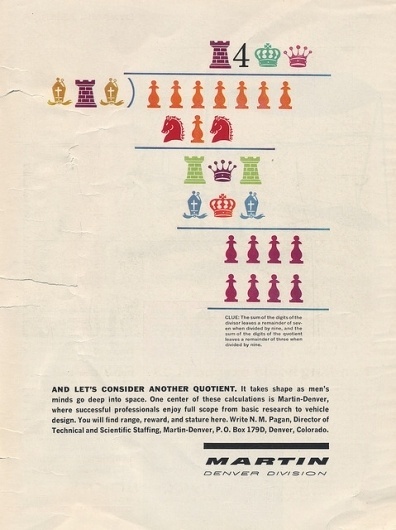 4
CLUE: The sum of the digits of the
divisor leaves a remainder of sev-
en when divided by nine, and the
sum of the digits of the quotient
leaves a remainder of three when
divided by nine.
AND LET'S CONSIDER ANOTHER QUOTIENT. It takes shape as men's
minds go deep into space. One center of these calculations is Martin-Denver,
where successful professionals enjoy full scope from basic research to vehicle
design. You will find range, reward, and stature here. Write N. M. Pagan, Director of
Technical and Scientific Staffing, Martin-Denver, P. O. Box 179D, Denver, Colorado.
MARTIN
DENVER DIVISION